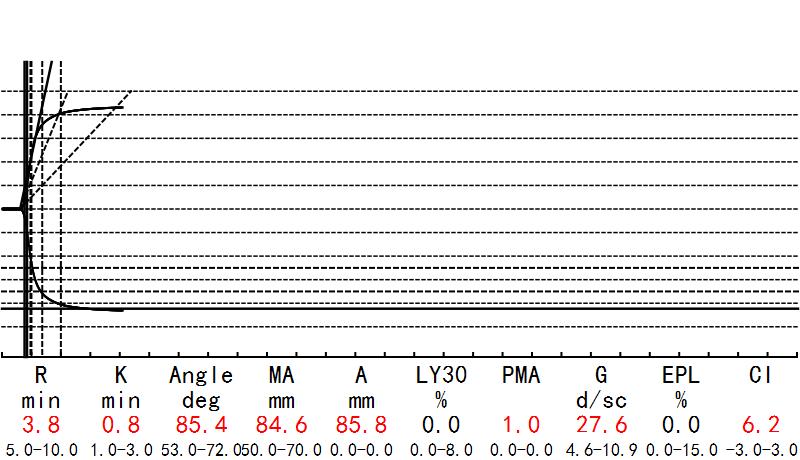 R K Angle MA A LY30 PMA G EPL CI
min min deg mm mm % d/sc %
3.8 0.8 85.4 84.6 85.8 0.0 1.0 27.6 0.0 6.2
5.0-10.0 1.0-3.0 53.0-72.0 50.0-70.0 0.0-0.0 0.0-8.0 0.0-0.0 4.6-10.9 0.0-15.0 -3.0-3.0